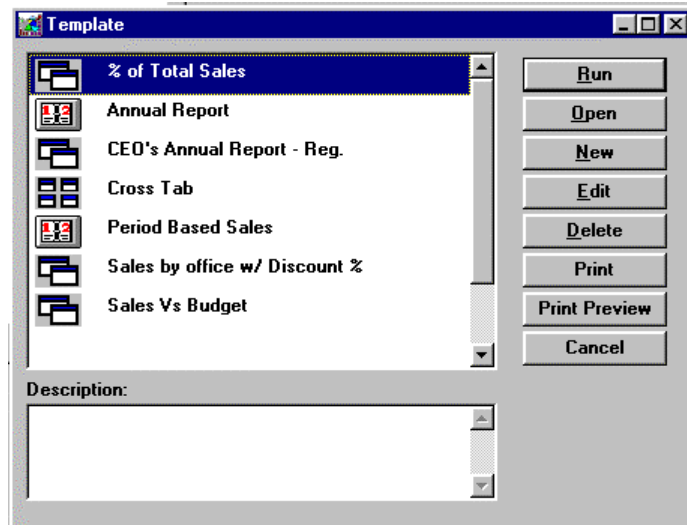 Template
% of Total Sales
Annual Report
CEO's Annual Report - Reg.
Cross Tab
Period Based Sales
Sales by office w/ Discount %
Sales Vs Budget
Run
Open
New
Edit
Delete
Print
Print Preview
Cancel
Description: